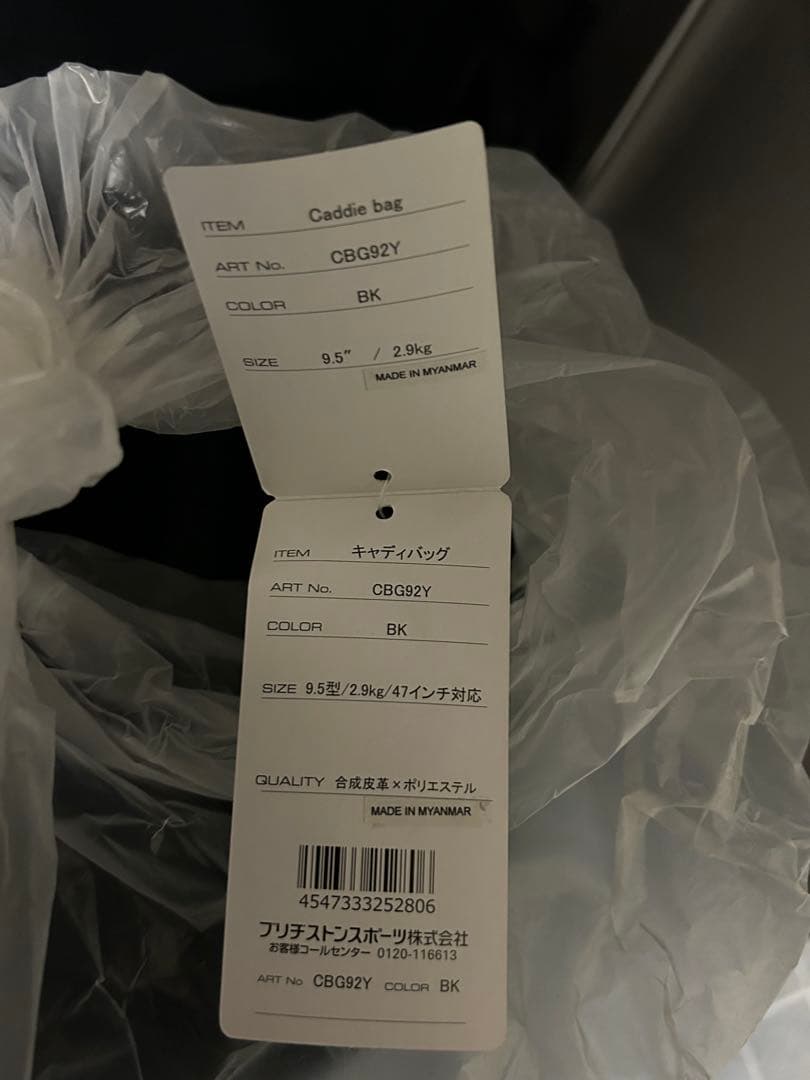 ITEM Caddie bag
ART No. CBG92Y
COLOR BK
SIZE 9.5" / 2.9kg
MADE IN MYANMAR
ITEM キャディバッグ
ART No. CBG92Y
COLOR BK
SIZE 9.5型/2.9kg/47インチ対応
QUALITY 合成皮革×ポリエステル
MADE IN MYANMAR
4547333252806
ブリヂストンスポーツ株式会社
お客様コールセンター 0120-116613
ART No CBG92Y COLOR BK